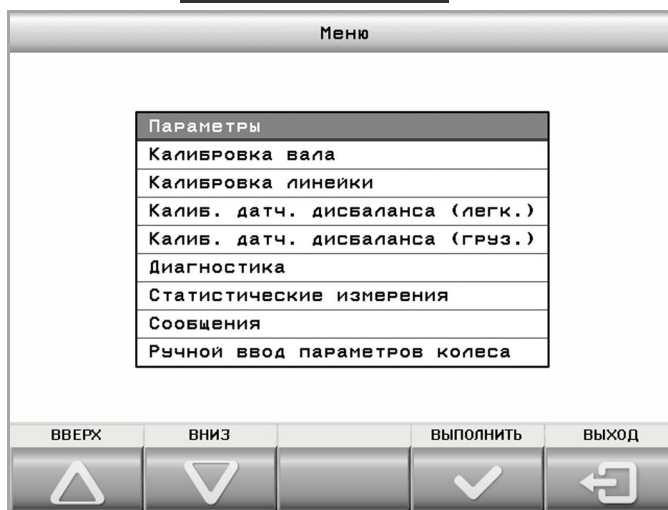 Меню
Параметры
Калибровка вала
Калибровка линейки
Калиб. датч. дисбаланса (легк.)
Калиб. датч. дисбаланса (груз.)
Диагностика
Статистические измерения
Сообщения
Ручной ввод параметров колеса
ВВЕРХ ВНИЗ ВЫПОЛНИТЬ ВЫХОД